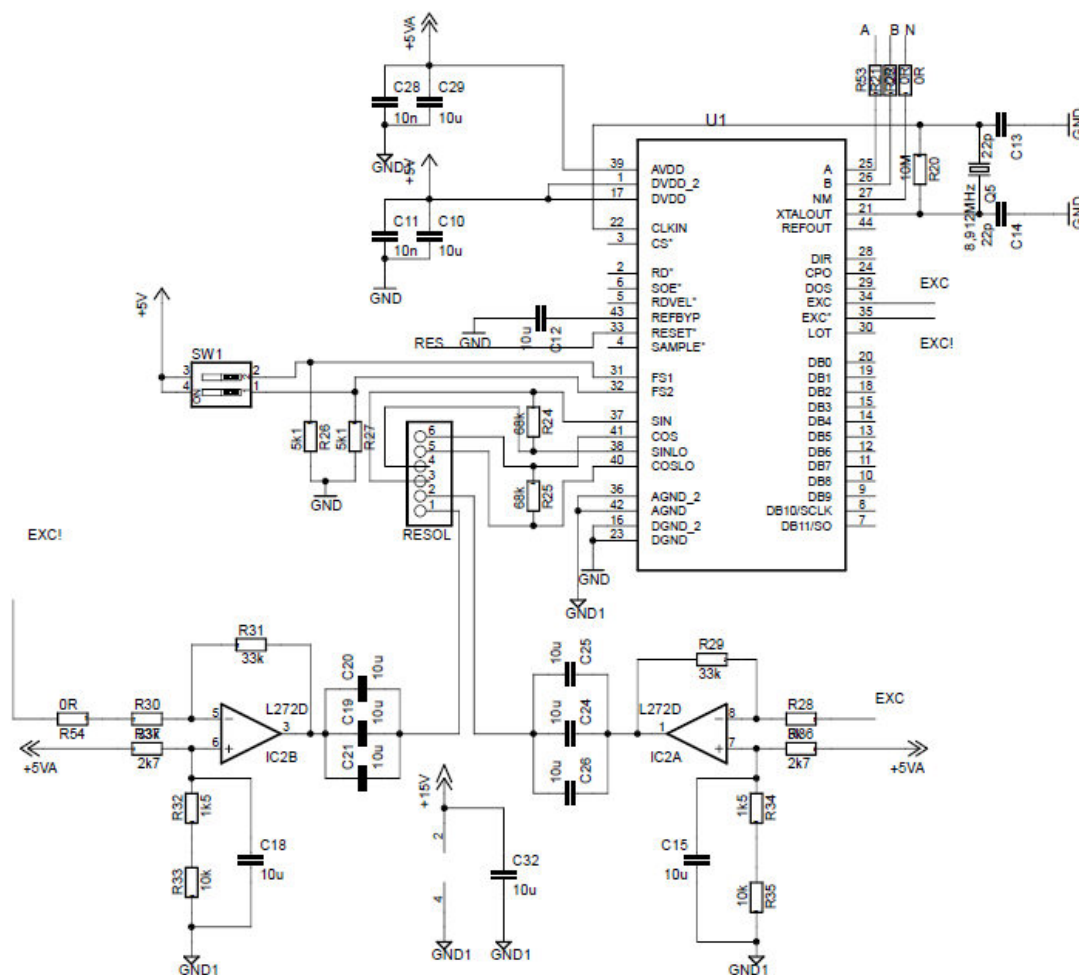 +5VA
A B N
C28 C29
10n 10u
R53 R21 0R 0R
GND1
+5V
U1
22p C13 GND
10M R20
Q5
8,912MHz
22p C14 GND
C11 C10
10n 10u
GND
39 AVDD A 25
1 DVDD_2 B 26
17 DVDD NM 27
XTALOUT 21
22 CLKIN REFOUT 44
3 CS*
DIR 28
2 RD* CPO 24
6 SOE* DOS 29
5 RDVEL* EXC 34 EXC
43 REFBYP EXC* 35
33 RESET* LOT 30
4 SAMPLE* EXC!
10u C12
GND
RES
+5V
SW1
3 2
4 1
ON
31 FS1 DB0 20
32 FS2 DB1 19
DB2 18
DB3 15
37 SIN DB4 14
41 COS DB5 13
38 SINLO DB6 12
40 COSLO DB7 11
DB8 10
36 AGND_2 DB9 9
42 AGND DB10/SCLK 8
16 DGND_2 DB11/SO 7
23 DGND
5k1 R26
5k1 R27
GND
6
5
4
3
2
1
RESOL
68k R24
68k R25
GND
GND1
EXC!
R31
33k
C20 10u
C19 10u
C21 10u
L272D
5 3
6
IC2B
0R R30
R54
2k7
+5VA
R32 1k5
R33 10k
C18
10u
GND1
+15V
2
4
GND1
C32
10u
GND1
10u C25
10u C24
10u C26
R29
33k
L272D
1 8
7
IC2A
R28
EXC
2k7
+5VA
C15
10u
1k5 R34
10k R35
GND1